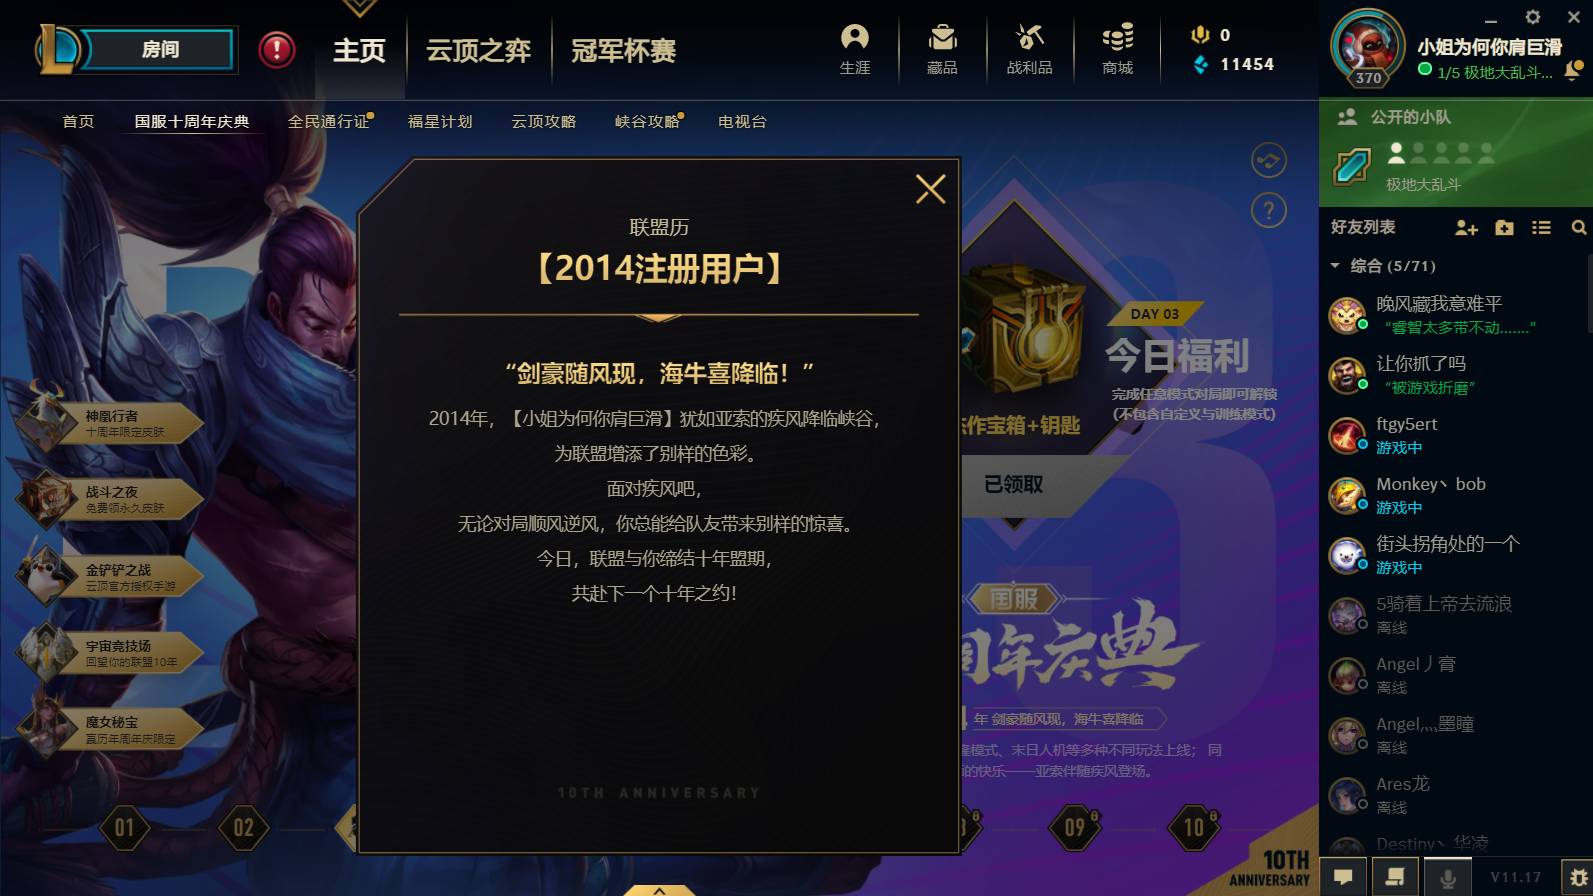 房间
主页
云顶之弈
冠军杯赛
生涯
藏品
战利品
商城
0
11454
370
小姐为何你肩巨滑
1/5 极地大乱斗...
首页
国服十周年庆典
全民通行证
福星计划
云顶攻略
峡谷攻略
电视台
公开的小队
极地大乱斗
联盟历
【2014注册用户】
“剑豪随风现，海牛喜降临！”
2014年，【小姐为何你肩巨滑】犹如亚索的疾风降临峡谷，
为联盟增添了别样的色彩。
面对疾风吧，
无论对局顺风逆风，你总能给队友带来别样的惊喜。
今日，联盟与你缔结十年盟期，
共赴下一个十年之约！
10TH ANNIVERSARY
神凰行者
十周年限定皮肤
战斗之夜
免费领永久皮肤
金铲铲之战
云顶官方授权手游
宇宙竞技场
回望你的联盟10年
魔女秘宝
赢历年周年庆限定
DAY 03
今日福利
完成任意模式对局即可解锁
(不包含自定义与训练模式)
作宝箱+钥匙
已领取
国服
周年庆典
年 剑豪随风现，海牛喜降临
隆模式、末日人机等多种不同玩法上线； 同
的快乐——亚索伴随疾风登场。
01
02
09
10
10TH
ANNIVERSARY
好友列表
综合 (5/71)
晚风藏我意难平
“睿智太多带不动.......”
让你抓了吗
“被游戏折磨”
ftgy5ert
游戏中
Monkey丶 bob
游戏中
街头拐角处的一个
游戏中
5骑着上帝去流浪
离线
Angel丿膏
离线
Angel灬墨瞳
离线
Ares龙
离线
Destiny丶华凌
V11.17